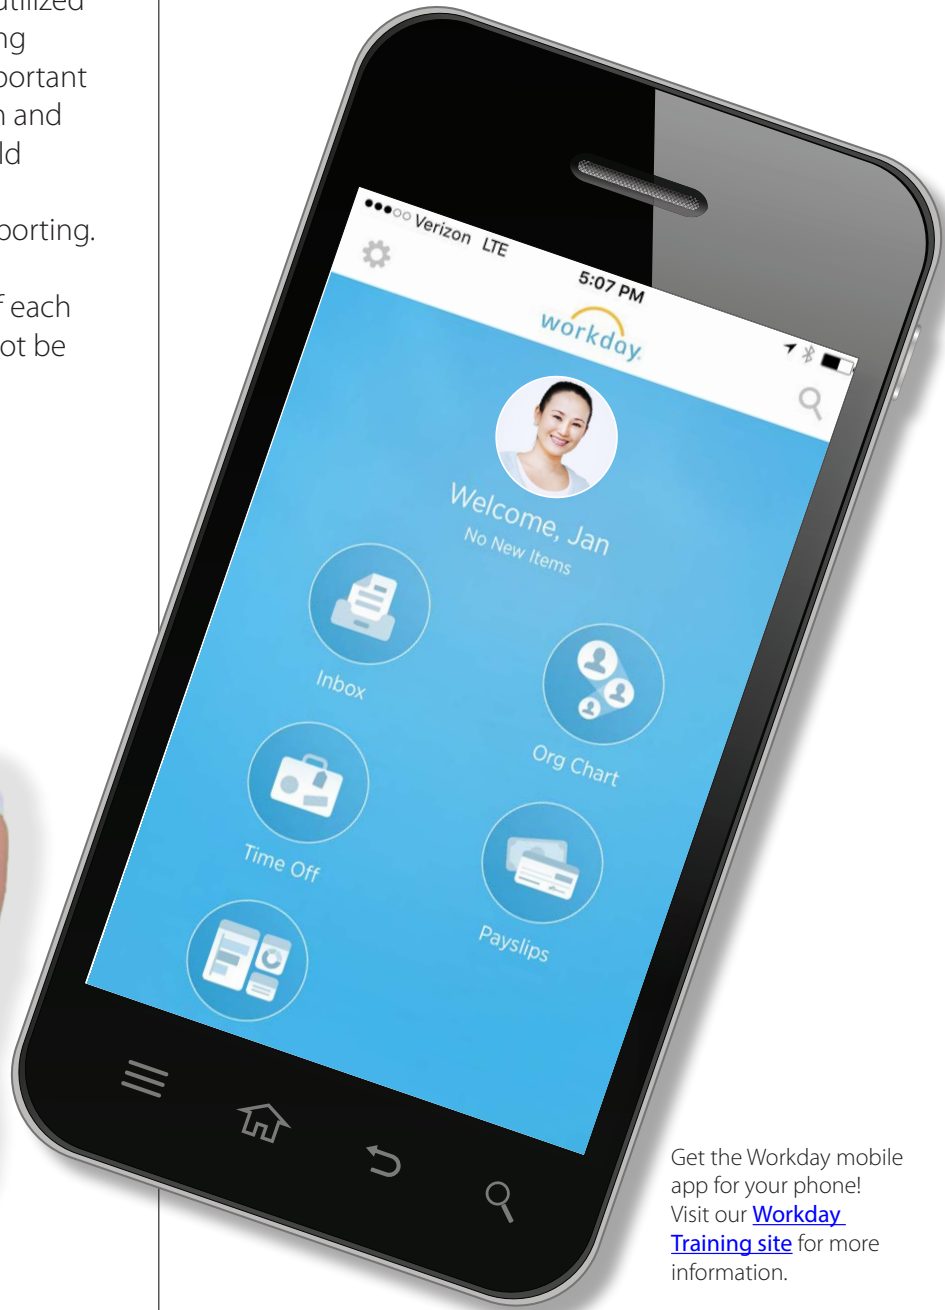 utilized
ng
portant
n and
ld
porting.
f each
ot be
Verizon LTE
5:07 PM
workday.
Welcome, Jan
No New Items
Inbox
Org Chart
Time Off
Payslips
Get the Workday mobile
app for your phone!
Visit our Workday
Training site for more
information.